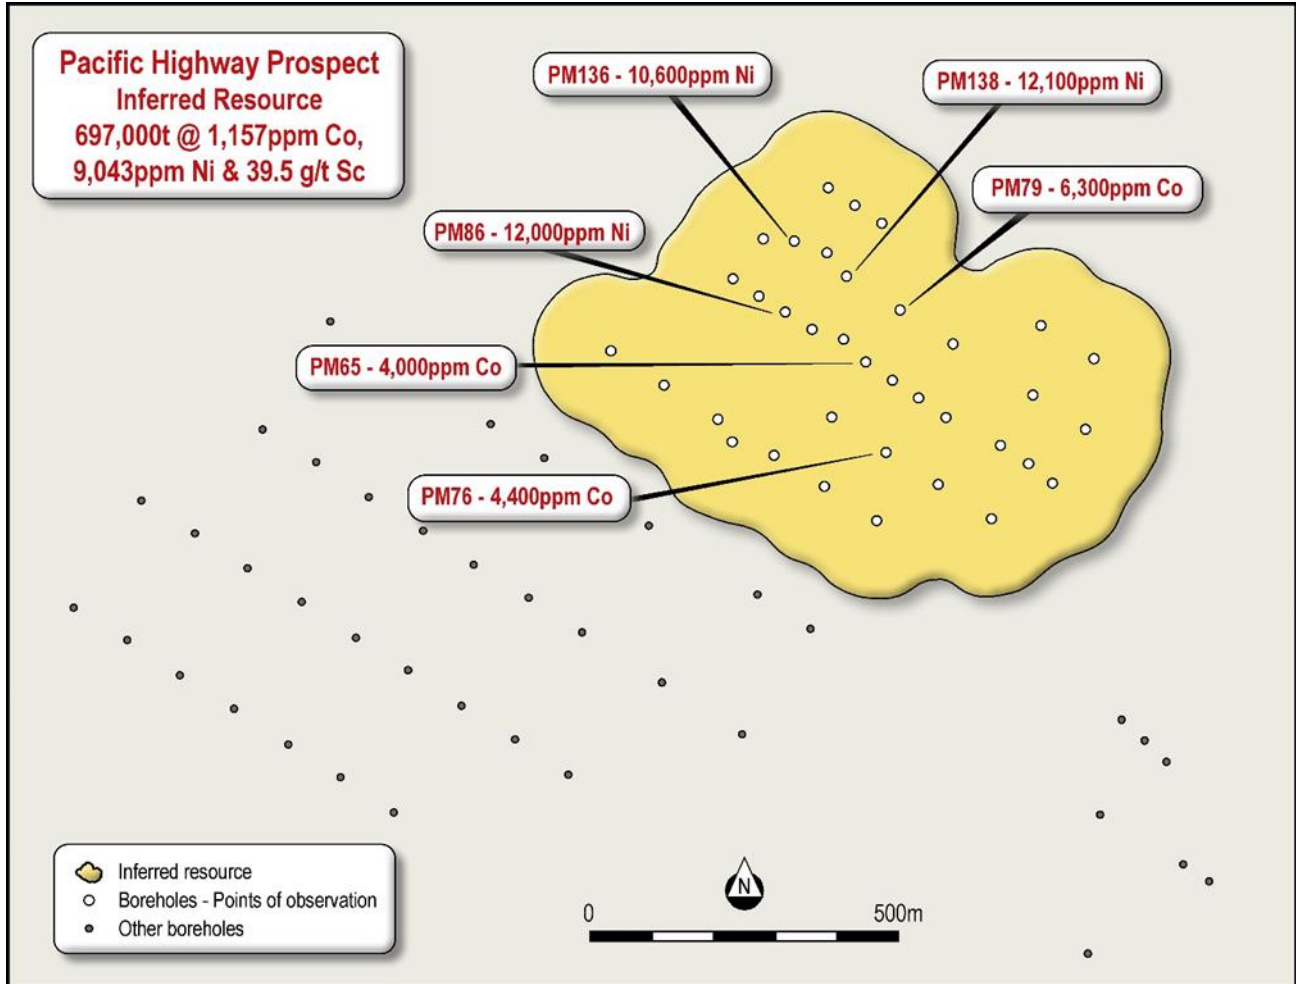 Pacific Highway Prospect
Inferred Resource
697,000t @ 1,157ppm Co,
9,043ppm Ni & 39.5 g/t Sc
PM136 - 10,600ppm Ni
PM138 - 12,100ppm Ni
PM79 - 6,300ppm Co
PM86 - 12,000ppm Ni
PM65 - 4,000ppm Co
PM76 - 4,400ppm Co
Inferred resource
Boreholes - Points of observation
Other boreholes
N
0 500m